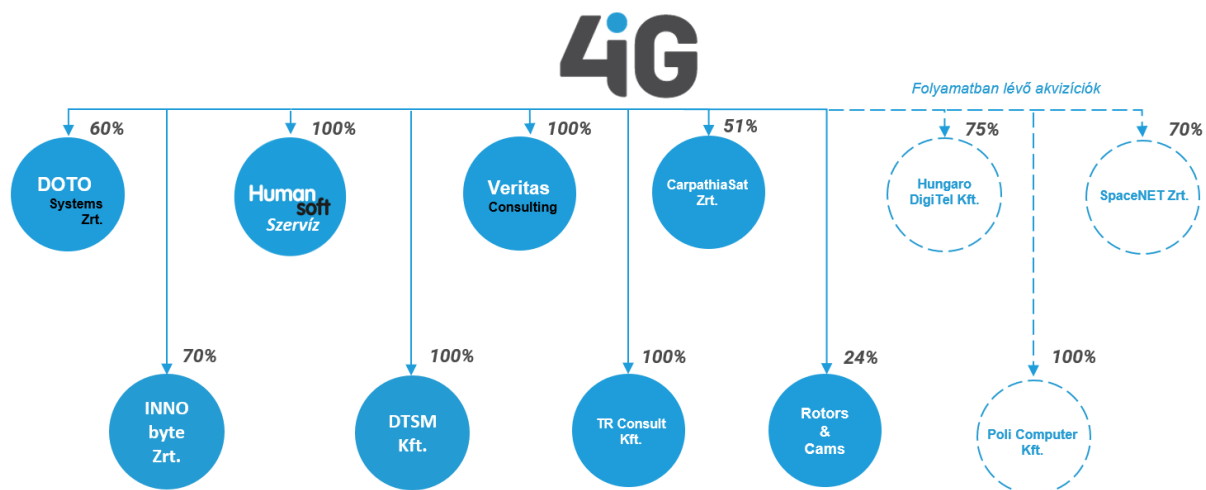 4iG
Folyamatban lévő akvizíciók
60%
100%
100%
51%
75%
70%
DOTO
Systems
Zrt.
Human
soft
Szervíz
Veritas
Consulting
CarpathiaSat
Zrt.
Hungaro
DigiTel Kft.
SpaceNET Zrt.
70%
100%
100%
24%
100%
INNO
byte
Zrt.
DTSM
Kft.
TR Consult
Kft.
Rotors
&
Cams
Poli Computer
Kft.